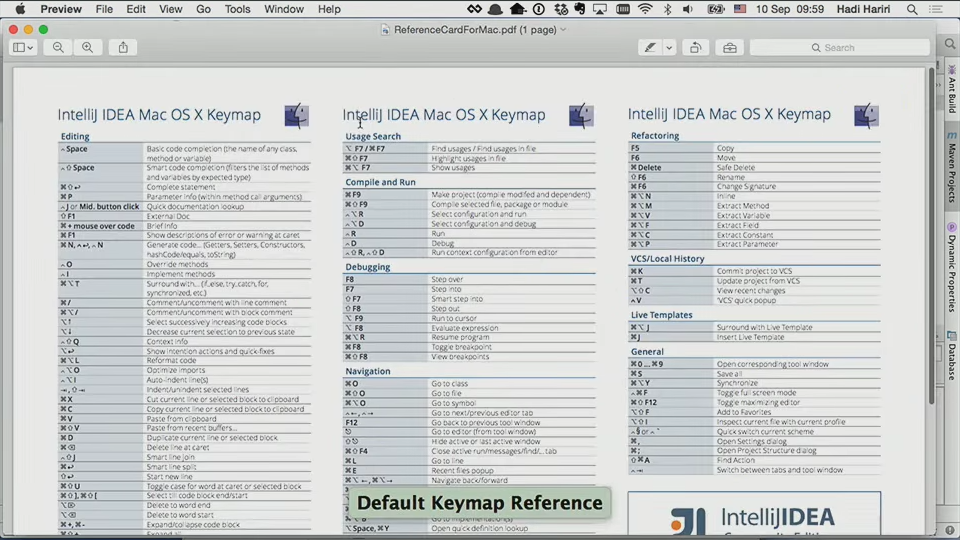 Preview File Edit View Go Tools Window Help
10 Sep 09:59 Hadi Hariri
ReferenceCardForMac.pdf (1 page)
Search
IntelliJ IDEA Mac OS X Keymap
Editing
⌃Space Basic code completion (the name of any class,
method or variable)
⌃⇧Space Smart code completion (filters the list of methods
and variables by expected type)
⌘⇧↩ Complete statement
⌘P Parameter info (within method call arguments)
⌃J or Mid. button click Quick documentation lookup
⇧F1 External Doc
⌘+ mouse over code Brief Info
⌘F1 Show descriptions of error or warning at caret
⌘N, ⌃↩, ⌃N Generate code... (Getters, Setters, Constructors,
hashCode/equals, toString)
⌃O Override methods
⌃I Implement methods
⌘⌥T Surround with... (if..else, try..catch, for,
synchronized, etc.)
⌘/ Comment/uncomment with line comment
⌘⌥/ Comment/uncomment with block comment
⌥↑ Select successively increasing code blocks
⌥↓ Decrease current selection to previous state
⌃⇧Q Context info
⌥↩ Show intention actions and quick-fixes
⌘⌥L Reformat code
⌃⌥O Optimize imports
⌃⌥I Auto-indent line(s)
⇥, ⇧⇥ Indent/unindent selected lines
⌘X Cut current line or selected block to clipboard
⌘C Copy current line or selected block to clipboard
⌘V Paste from clipboard
⌘⇧V Paste from recent buffers...
⌘D Duplicate current line or selected block
⌘⌫ Delete line at caret
⌃⇧J Smart line join
⌘↩ Smart line split
⇧↩ Start new line
⌘⇧U Toggle case for word at caret or selected block
⌘⇧], ⌘⇧[ Select till code block end/start
⌥⌦ Delete to word end
⌥⌫ Delete to word start
⌘+, ⌘- Expand/collapse code block
IntelliJ IDEA Mac OS X Keymap
Usage Search
⌥ F7 / ⌘F7 Find usages / Find usages in file
⌘⇧F7 Highlight usages in file
⌘⌥ F7 Show usages
Compile and Run
⌘F9 Make project (compile modifed and dependent)
⌘⇧F9 Compile selected file, package or module
⌃⌥R Select configuration and run
⌃⌥D Select configuration and debug
⌃R Run
⌃D Debug
⌃⇧R, ⌃⇧D Run context configuration from editor
Debugging
F8 Step over
F7 Step into
⇧F7 Smart step into
⇧F8 Step out
⌥ F9 Run to cursor
⌥ F8 Evaluate expression
⌘⌥R Resume program
⌘F8 Toggle breakpoint
⌘⇧F8 View breakpoints
Navigation
⌘O Go to class
⌘⇧O Go to file
⌘⌥O Go to symbol
⌃←, ⌃→ Go to next/previous editor tab
F12 Go back to previous tool window
⎋ Go to editor (from tool window)
⇧⎋ Hide active or last active window
⌘⇧F4 Close active run/messages/find/... tab
⌘L Go to line
⌘E Recent files popup
⌘⌥←, ⌘⌥→ Navigate back/forward
⌥Space, ⌘Y Open quick definition lookup
IntelliJ IDEA Mac OS X Keymap
Refactoring
F5 Copy
F6 Move
⌘Delete Safe Delete
⇧F6 Rename
⌘F6 Change Signature
⌘⌥N Inline
⌘⌥M Extract Method
⌘⌥V Extract Variable
⌘⌥F Extract Field
⌘⌥C Extract Constant
⌘⌥P Extract Parameter
VCS/Local History
⌘K Commit project to VCS
⌘T Update project from VCS
⌥⇧C View recent changes
⌃V 'VCS' quick popup
Live Templates
⌘⌥J Surround with Live Template
⌘J Insert Live Template
General
⌘0 ... ⌘9 Open corresponding tool window
⌘S Save all
⌘⌥Y Synchronize
⌃⌘F Toggle full screen mode
⌘⇧F12 Toggle maximizing editor
⌥⇧F Add to Favorites
⌥⇧I Inspect current file with current profile
⌃§ or ⌃` Quick switch current scheme
⌘, Open Settings dialog
⌘; Open Project Structure dialog
⇧⌘A Find Action
⌃⇥ Switch between tabs and tool window
IntelliJIDEA
Default Keymap Reference
Ant Build
Maven Projects
Dynamic Properties
Database